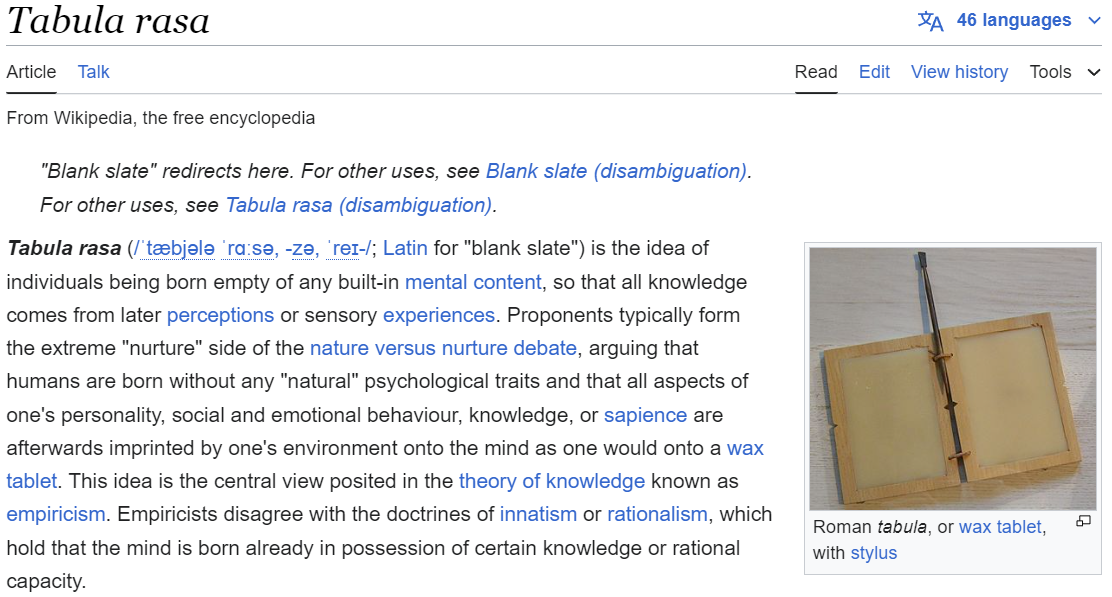 Tabula rasa
46 languages
Article Talk Read Edit View history Tools
From Wikipedia, the free encyclopedia
"Blank slate" redirects here. For other uses, see Blank slate (disambiguation).
For other uses, see Tabula rasa (disambiguation).
Tabula rasa (/ˈtæbjələ ˈrɑːsə, -zə, ˈreɪ-/; Latin for "blank slate") is the idea of
individuals being born empty of any built-in mental content, so that all knowledge
comes from later perceptions or sensory experiences. Proponents typically form
the extreme "nurture" side of the nature versus nurture debate, arguing that
humans are born without any "natural" psychological traits and that all aspects of
one's personality, social and emotional behaviour, knowledge, or sapience are
afterwards imprinted by one's environment onto the mind as one would onto a wax
tablet. This idea is the central view posited in the theory of knowledge known as
empiricism. Empiricists disagree with the doctrines of innatism or rationalism, which
hold that the mind is born already in possession of certain knowledge or rational
capacity.
Roman tabula, or wax tablet,
with stylus